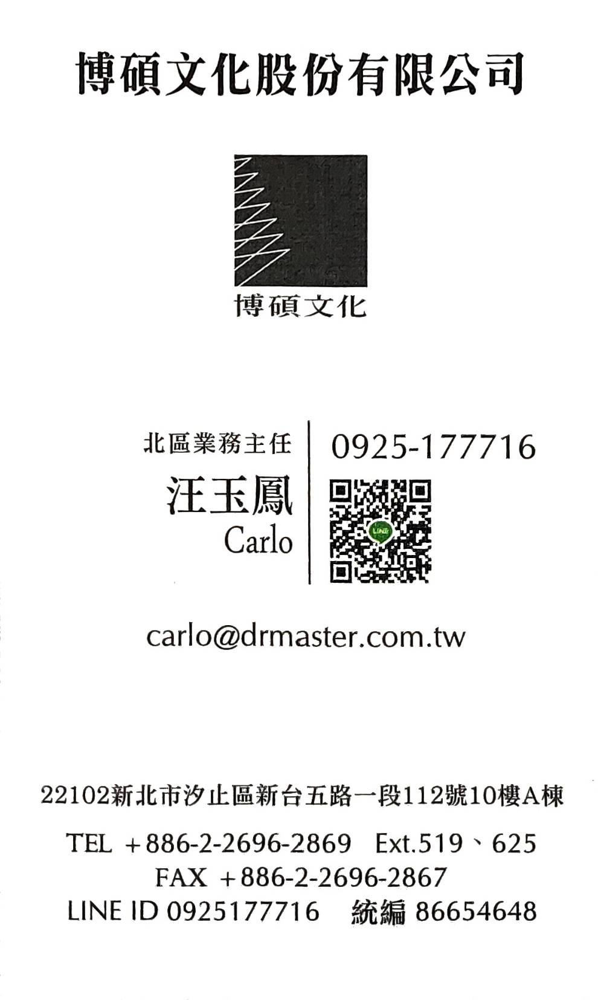 博碩文化股份有限公司
博碩文化
北區業務主任
汪玉鳳
Carlo
0925-177716
LINE
carlo@drmaster.com.tw
22102新北市汐止區新台五路一段112號10樓A棟
TEL +886-2-2696-2869 Ext.519、625
FAX +886-2-2696-2867
LINE ID 0925177716 統編 86654648